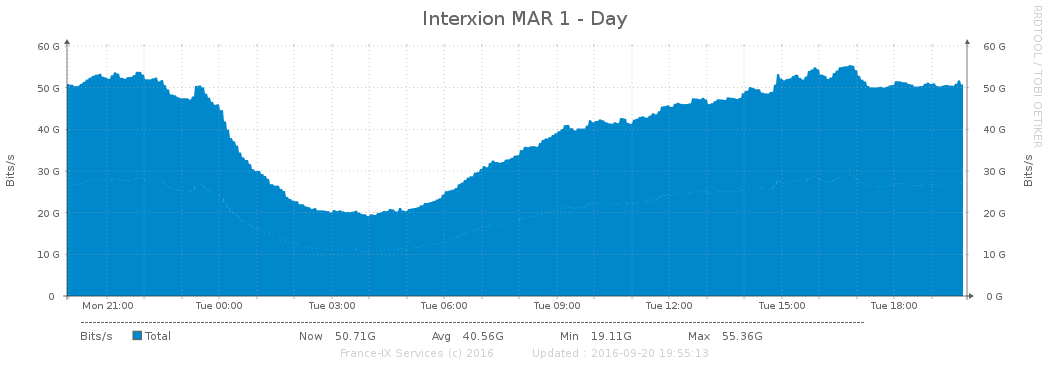 Interxion MAR 1 - Day
RRDTOOL / TOBI OETIKER
Bits/s
60 G
50 G
40 G
30 G
20 G
10 G
0
60 G
50 G
40 G
30 G
20 G
10 G
0 G
Bits/s
Mon 21:00 Tue 00:00 Tue 03:00 Tue 06:00 Tue 09:00 Tue 12:00 Tue 15:00 Tue 18:00
Bits/s Total Now 50.71G Avg 40.56G Min 19.11G Max 55.36G
France-IX Services (c) 2016 Updated : 2016-09-20 19:55:13